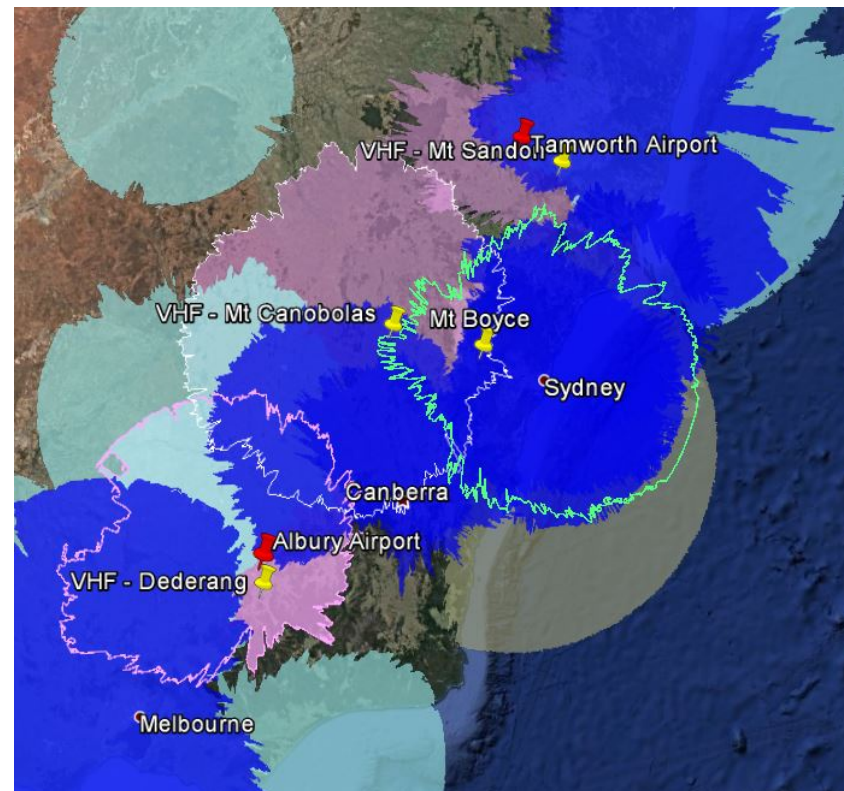 VHF - Mt Sandon
Tamworth Airport
VHF - Mt Canobolas
Mt Boyce
Sydney
Canberra
Albury Airport
VHF - Dederang
Melbourne